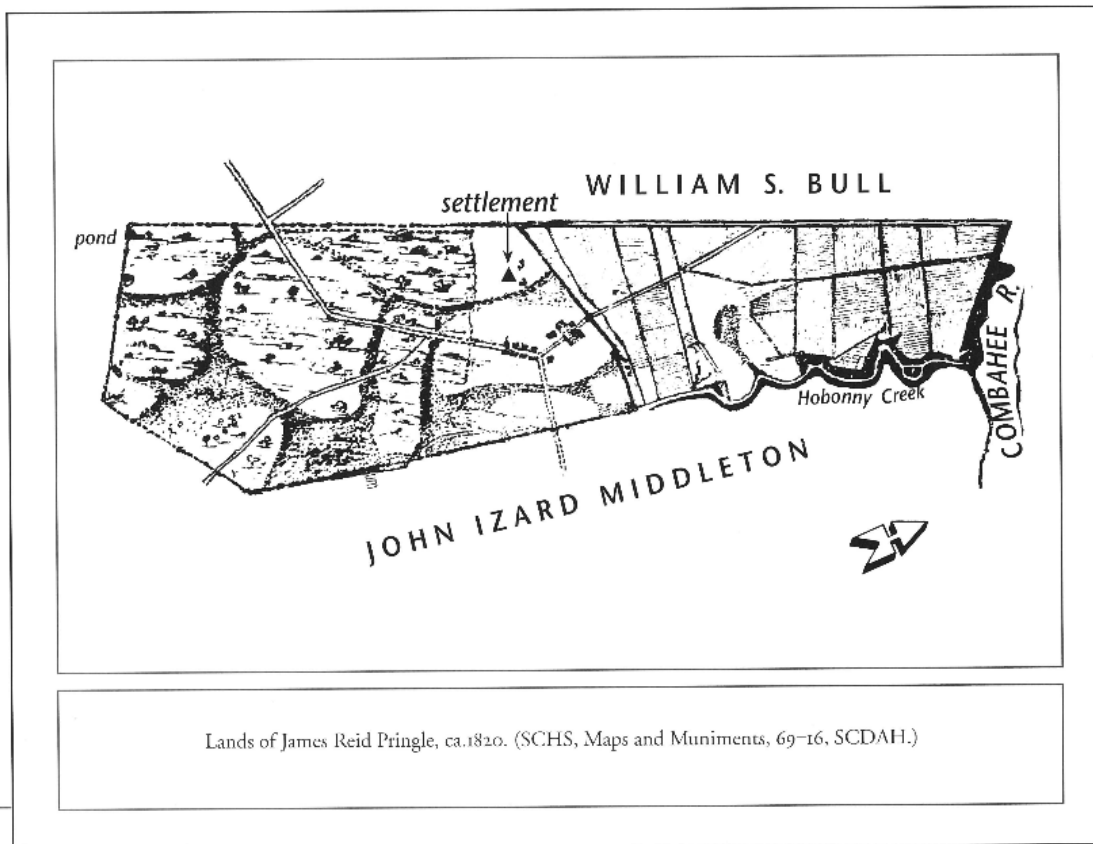 WILLIAM S. BULL
settlement
pond
COMBAHEE R.
Hobonny Creek
JOHN IZARD MIDDLETON
Lands of James Reid Pringle, ca.1820. (SCHS, Maps and Muniments, 69–16, SCDAH.)